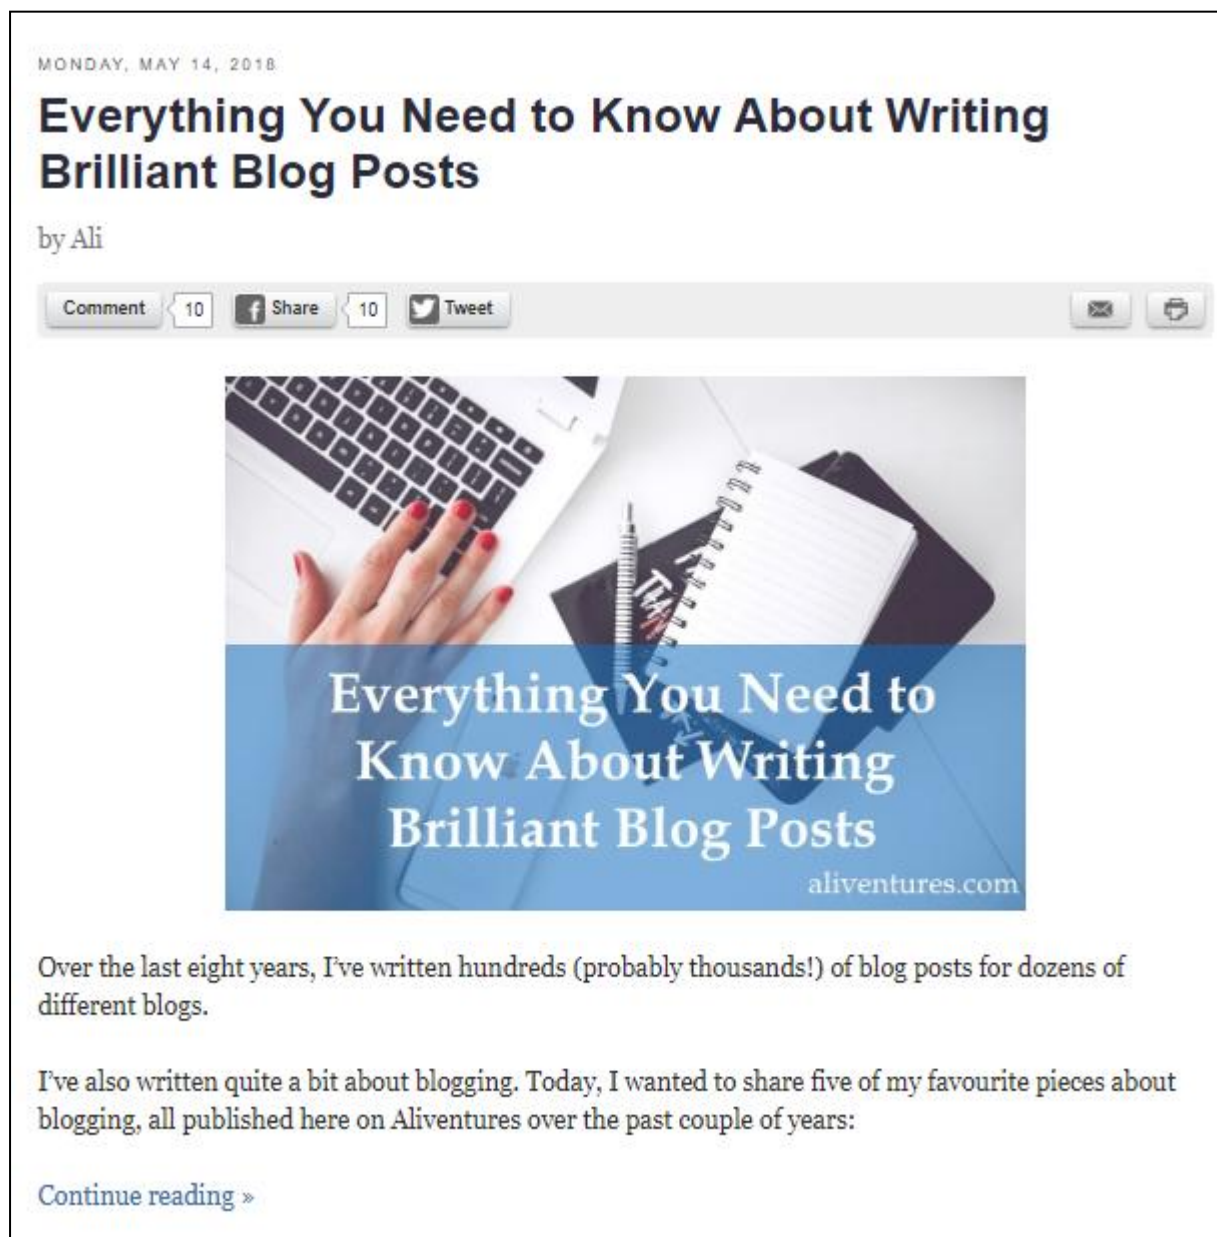 MONDAY, MAY 14, 2018
Everything You Need to Know About Writing
Brilliant Blog Posts
by Ali
Comment 10 Share 10 Tweet
Everything You Need to
Know About Writing
Brilliant Blog Posts
aliventures.com
Over the last eight years, I’ve written hundreds (probably thousands!) of blog posts for dozens of
different blogs.
I’ve also written quite a bit about blogging. Today, I wanted to share five of my favourite pieces about
blogging, all published here on Aliventures over the past couple of years:
Continue reading »